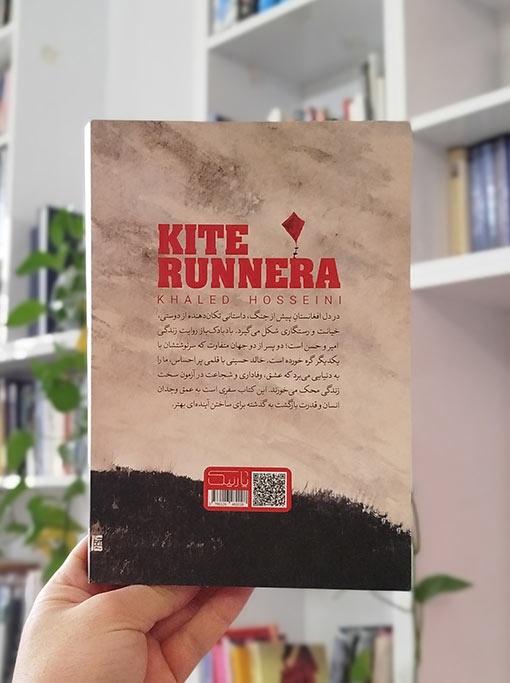 KITE
RUNNERA
KHALED HOSSEINI
در دل افغانستان پیش از جنگ، داستانی تکان‌دهنده از دوستی،
خیانت و رستگاری شکل می‌گیرد. بادبادک‌باز روایت زندگی
امیر و حسن است؛ دو پسر از دو جهان متفاوت که سرنوشتشان با
یکدیگر گره خورده است. خالد حسینی با قلمی پر احساس، ما را
به دنیایی می‌برد که عشق، وفاداری و شجاعت در آزمون سخت
زندگی محک می‌خورند. این کتاب سفری است به عمق وجدان
انسان و قدرت بازگشت به گذشته برای ساختن آینده‌ای بهتر.